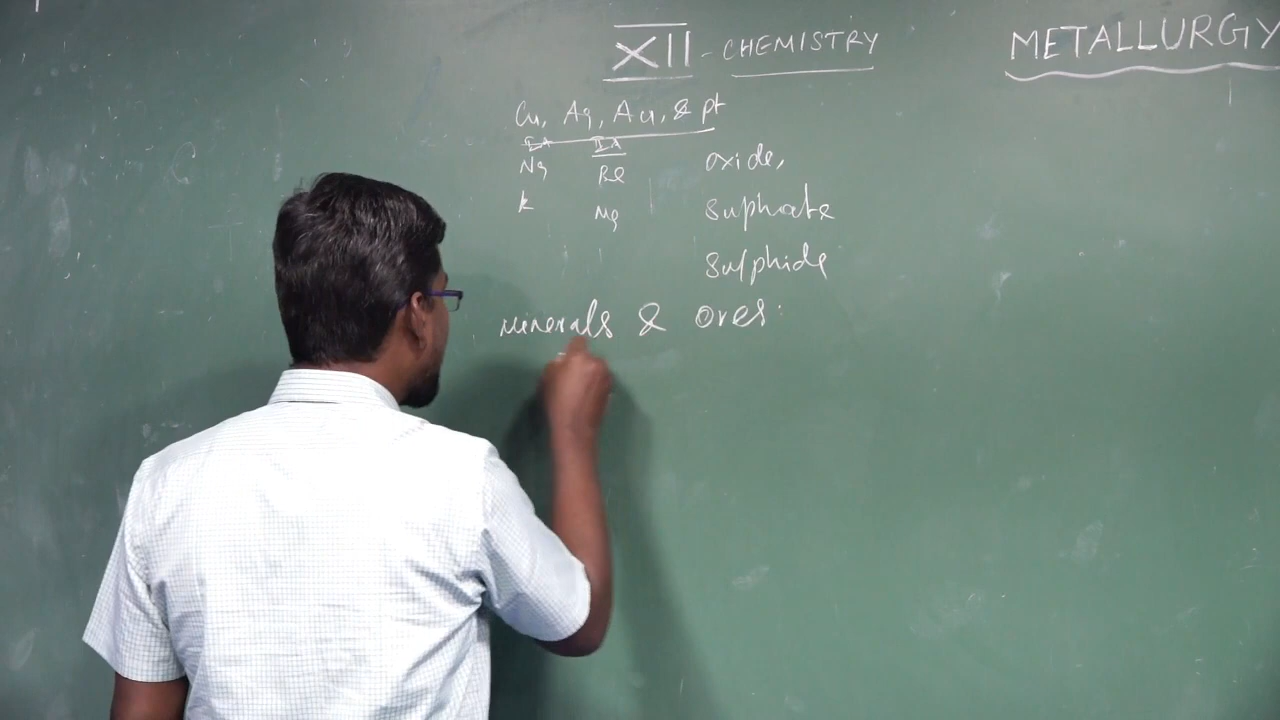 XII - CHEMISTRY
METALLURGY
Cu, Ag, Au, & pt
IA IIA
Na Be oxide,
K Mg suphate
sulphide
minerals & ores: